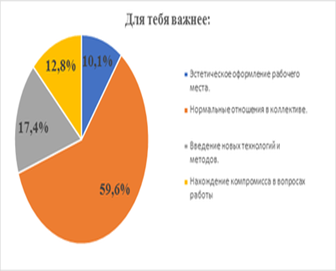 Для тебя важнее:
12,8%
10,1%
17,4%
59,6%
Эстетическое оформление рабочего
места.
Нормальные отношения в коллективе.
Введение новых технологий и
методов.
Нахождение компромисса в вопросах
работы